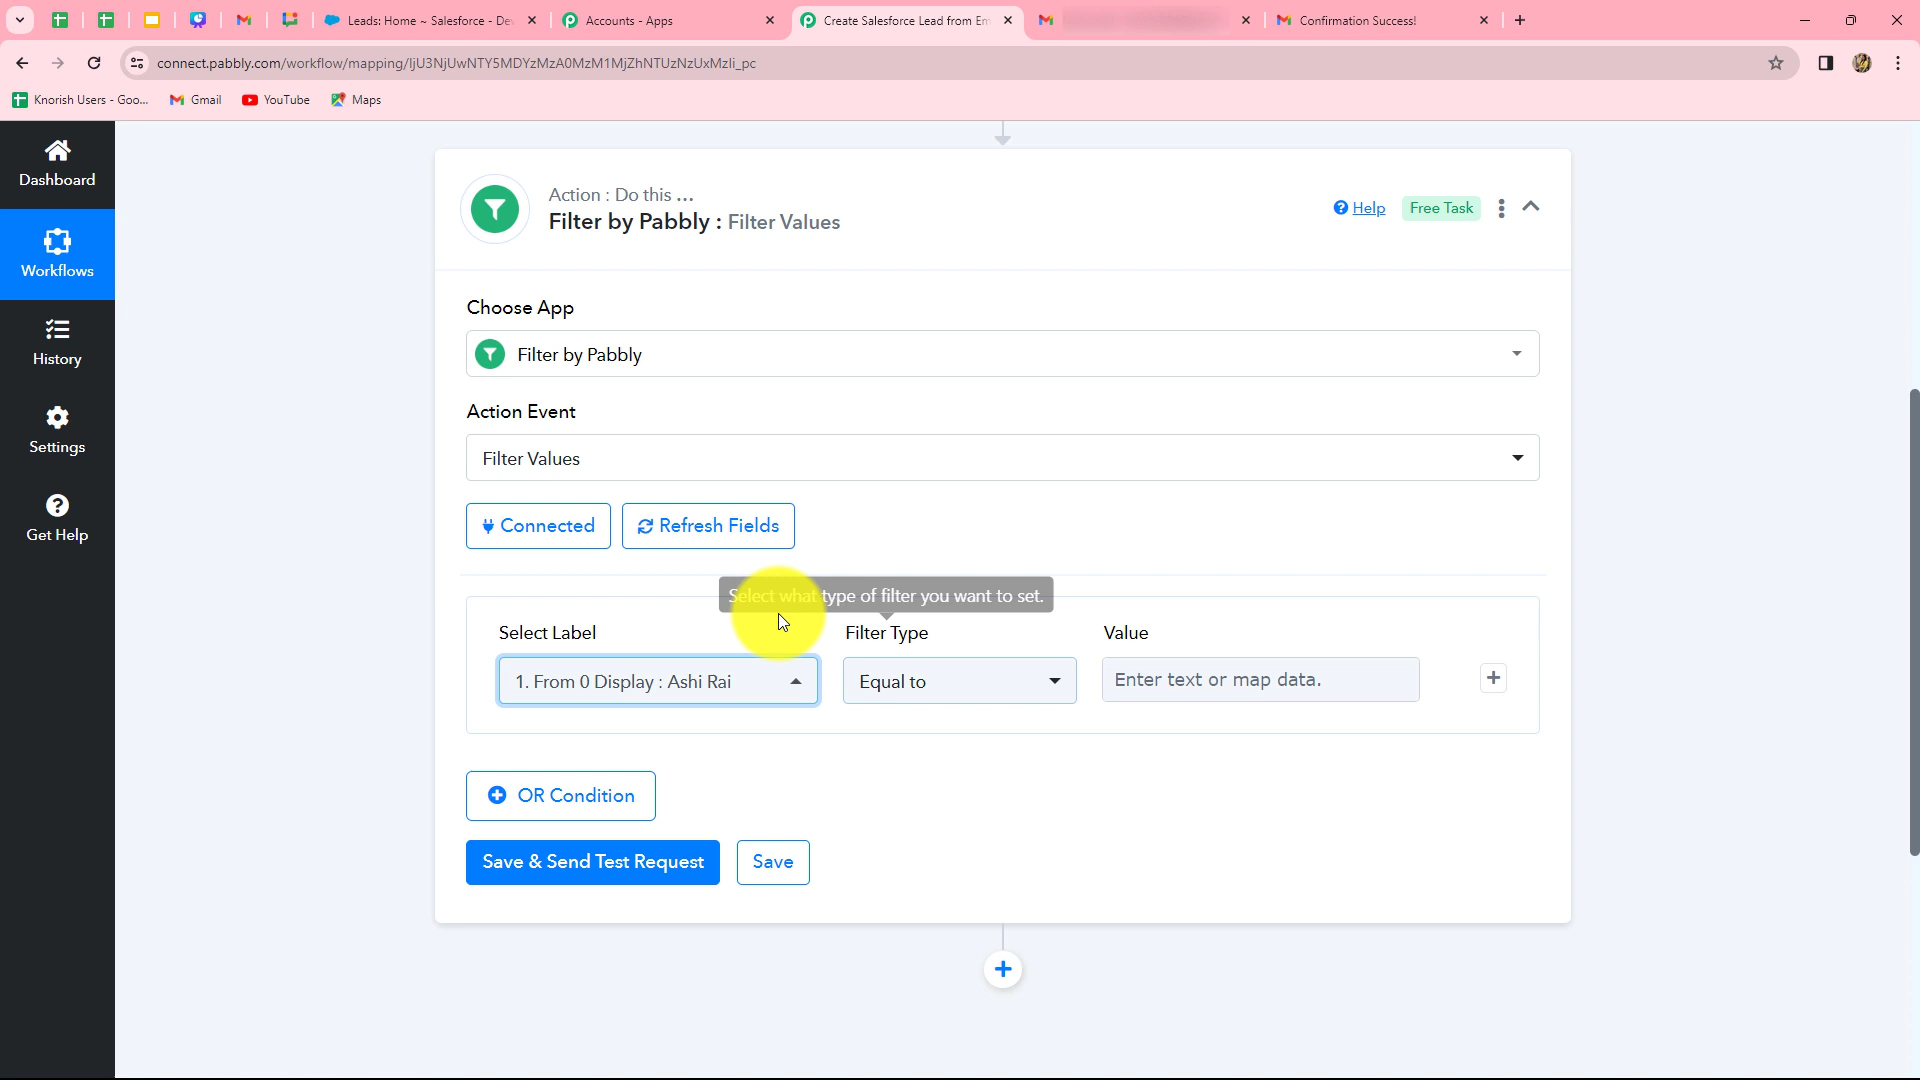 Leads: Home ~ Salesforce - De
Accounts - Apps
Create Salesforce Lead from Em
Confirmation Success!
connect.pabbly.com/workflow/mapping/IjU3NjUwNTY5MDYzMzA0MzM1MjZhNTUzNzUxMzIi_pc
Knorish Users - Goo...
Gmail
YouTube
Maps
Dashboard
Workflows
History
Settings
Get Help
Action : Do this ...
Filter by Pabbly : Filter Values
Help
Free Task
Choose App
Filter by Pabbly
Action Event
Filter Values
Connected
Refresh Fields
Select what type of filter you want to set.
Select Label
Filter Type
Value
1. From 0 Display : Ashi Rai
Equal to
Enter text or map data.
OR Condition
Save & Send Test Request
Save